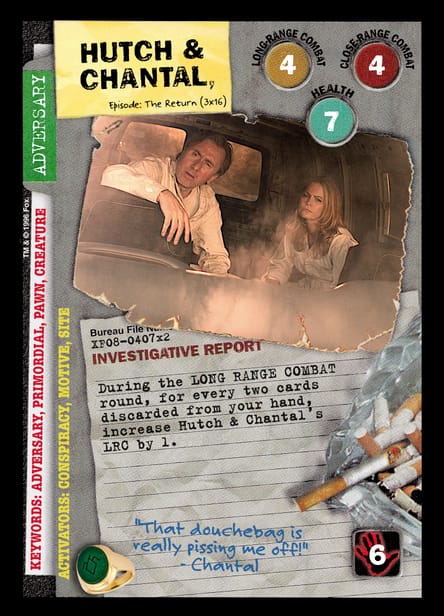 HUTCH &
CHANTAL,
Episode: The Return (3x16)
LONG-RANGE COMBAT
4
CLOSE-RANGE COMBAT
4
HEALTH
7
ADVERSARY
TM & © 1996 Fox.
KEYWORDS: ADVERSARY, PRIMORDIAL, PAWN, CREATURE
ACTIVATORS: CONSPIRACY, MOTIVE, SITE
Bureau File
XF08-0407x2
INVESTIGATIVE REPORT
During the LONG RANGE COMBAT
round, for every two cards
discarded from your hand,
increase Hutch & Chantal's
LRC by 1.
"That douchebag is
really pissing me off!"
- Chantal
6